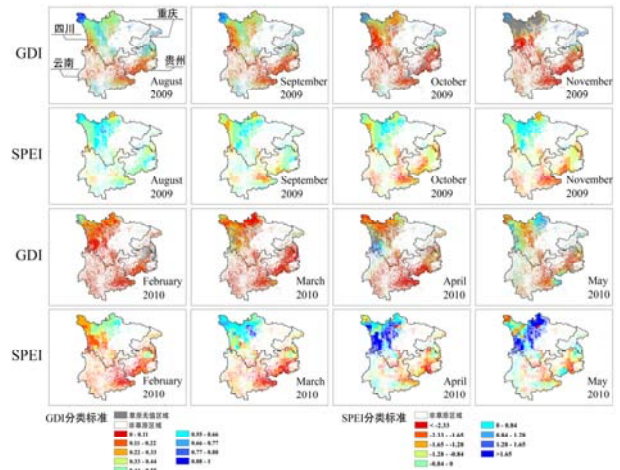 重庆
四川
云南
贵州
GDI
August
2009
September
2009
October
2009
November
2009
SPEI
August
2009
September
2009
October
2009
November
2009
GDI
February
2010
March
2010
April
2010
May
2010
SPEI
February
2010
March
2010
April
2010
May
2010
GDI分类标准
草原无值区域
非草原区域
0 - 0.11
0.11 - 0.22
0.22 - 0.33
0.33 - 0.44
0.55 - 0.66
0.66 - 0.77
0.77 - 0.88
0.88 - 1
SPEI分类标准
非草原区域
< -2.33
-2.33 - -1.65
-1.65 - -1.28
-1.28 - -0.84
-0.84 - 0
0 - 0.84
0.84 - 1.28
1.28 - 1.65
>1.65